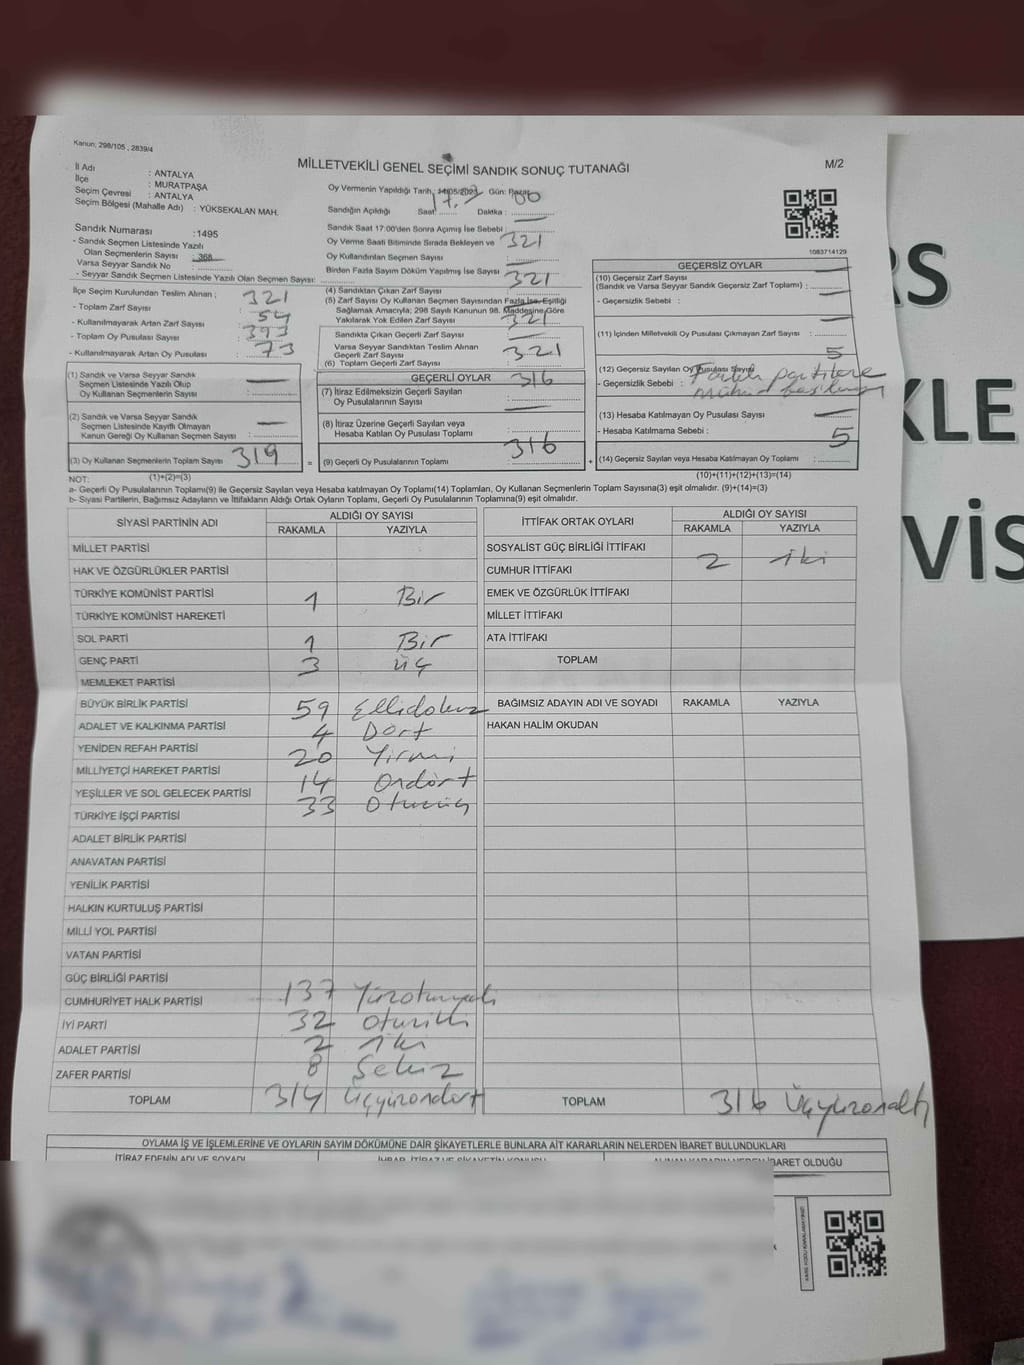 Kanun; 298/105 , 2839/4
MİLLETVEKİLİ GENEL SEÇİMİ SANDIK SONUÇ TUTANAĞI
M/2
İl Adı : ANTALYA
İlçe : MURATPAŞA
Seçim Çevresi : ANTALYA
Seçim Bölgesi (Mahalle Adı) : YÜKSEKALAN MAH.
Sandık Numarası :1495
- Sandık Seçmen Listesinde Yazılı
Olan Seçmenlerin Sayısı : 368
Varsa Seyyar Sandık No :
- Seyyar Sandık Seçmen Listesinde Yazılı Olan Seçmen Sayısı:
İlçe Seçim Kurulundan Teslim Alınan ;
- Toplam Zarf Sayısı : 321
- Kullanılmayarak Artan Zarf Sayısı : 54
- Toplam Oy Pusulası : 393
- Kullanılmayarak Artan Oy Pusulası : 73
Oy Vermenin Yapıldığı Tarih: 14/05/2023 Gün: Pazar
Sandığın Açıldığı Saat: 17. Dakika : 00
Sandık Saat 17:00'den Sonra Açımış İse Sebebi :
Oy Verme Saati Bitiminde Sırada Bekleyen ve
Oy Kullandırılan Seçmen Sayısı : 321
Birden Fazla Sayım Döküm Yapılmış İse Sayısı :
(4) Sandıktan Çıkan Zarf Sayısı : 321
(5) Zarf Sayısı Oy Kullanan Seçmen Sayısından Fazla İse, Eşitliği
Sağlamak Amacıyla; 298 Sayılı Kanunun 98. Maddesine Göre
Yakılarak Yok Edilen Zarf Sayısı : 321
Sandıkta Çıkan Geçerli Zarf Sayısı
Varsa Seyyar Sandıktan Teslim Alınan
Geçerli Zarf Sayısı
(6) Toplam Geçerli Zarf Sayısı : 321
1083714129
GEÇERSİZ OYLAR
(10) Geçersiz Zarf Sayısı
(Sandık ve Varsa Seyyar Sandık Geçersiz Zarf Toplamı) :
- Geçersizlik Sebebi :
(11) İçinden Milletvekili Oy Pusulası Çıkmayan Zarf Sayısı :
(12) Geçersiz Sayılan Oy Pusulası Sayısı : 5
- Geçersizlik Sebebi : Farklı partilere
(13) Hesaba Katılmayan Oy Pusulası Sayısı
- Hesaba Katılmama Sebebi :
(14) Geçersiz Sayılan veya Hesaba Katılmayan Oy Toplamı : 5
(1) Sandık ve Varsa Seyyar Sandık
Seçmen Listesinde Yazılı Olup
Oy Kullanan Seçmenlerin Sayısı
(2) Sandık ve Varsa Seyyar Sandık
Seçmen Listesinde Kayıtlı Olmayan
Kanun Gereği Oy Kullanan Seçmen Sayısı :
(3) Oy Kullanan Seçmenlerin Toplam Sayısı 319 =
GEÇERLİ OYLAR
(7) İtiraz Edilmeksizin Geçerli Sayılan
Oy Pusulalarının Sayısı : 316
(8) İtiraz Üzerine Geçerli Sayılan veya
Hesaba Katılan Oy Pusulası Toplamı
(9) Geçerli Oy Pusulalarının Toplamı : 316 +
NOT: (1)+(2)=(3)
(10)+(11)+(12)+(13)=(14)
a- Geçerli Oy Pusulalarının Toplamı(9) ile Geçersiz Sayılan veya Hesaba katılmayan Oy Toplamı(14) Toplamları, Oy Kullanan Seçmenlerin Toplam Sayısına(3) eşit olmalıdır. (9)+(14)=(3)
b- Siyasi Partilerin, Bağımsız Adayların ve İttifakların Aldığı Ortak Oyların Toplamı, Geçerli Oy Pusulalarının Toplamına(9) eşit olmalıdır.
SİYASİ PARTİNİN ADI ALDIĞI OY SAYISI
RAKAMLA YAZIYLA
MİLLET PARTİSİ
HAK VE ÖZGÜRLÜKLER PARTİSİ
TÜRKİYE KOMÜNİST PARTİSİ 1 Bir
TÜRKİYE KOMÜNİST HAREKETİ
SOL PARTİ 1 Bir
GENÇ PARTİ 3 üç
MEMLEKET PARTİSİ
BÜYÜK BİRLİK PARTİSİ 59 Ellidokuz
ADALET VE KALKINMA PARTİSİ 4 Dört
YENİDEN REFAH PARTİSİ 20 Yirmi
MİLLİYETÇİ HAREKET PARTİSİ 14 Ondört
YEŞİLLER VE SOL GELECEK PARTİSİ 33 Otuzüç
TÜRKİYE İŞÇİ PARTİSİ
ADALET BİRLİK PARTİSİ
ANAVATAN PARTİSİ
YENİLİK PARTİSİ
HALKIN KURTULUŞ PARTİSİ
MİLLİ YOL PARTİSİ
VATAN PARTİSİ
GÜÇ BİRLİĞİ PARTİSİ
CUMHURİYET HALK PARTİSİ 137 Yüzotuzyedi
İYİ PARTİ 32 otuziki
ADALET PARTİSİ 2 iki
ZAFER PARTİSİ 8 Sekiz
TOPLAM 314 üçyüzondört
İTTİFAK ORTAK OYLARI ALDIĞI OY SAYISI
RAKAMLA YAZIYLA
SOSYALİST GÜÇ BİRLİĞİ İTTİFAKI
CUMHUR İTTİFAKI 2 iki
EMEK VE ÖZGÜRLÜK İTTİFAKI
MİLLET İTTİFAKI
ATA İTTİFAKI
TOPLAM
BAĞIMSIZ ADAYIN ADI VE SOYADI RAKAMLA YAZIYLA
HAKAN HALİM OKUDAN
TOPLAM 316 Üçyüzonaltı
OYLAMA İŞ VE İŞLEMLERİNE VE OYLARIN SAYIM DÖKÜMÜNE DAİR ŞİKAYETLERLE BUNLARA AİT KARARLARIN NELERDEN İBARET BULUNDUKLARI
İTİRAZ EDENİN ADI VE SOYADI
İHBAR, İTİRAZ VE ŞİKAYETİN KONUSU
ALINAN KARARIN NEDEN İBARET OLDUĞU
RS
KLE
VİS